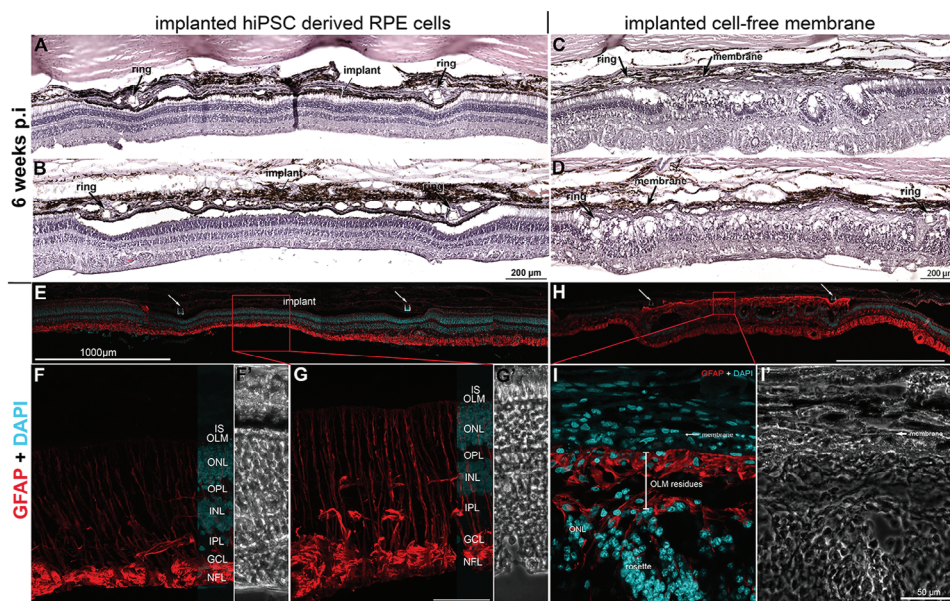 implanted hiPSC derived RPE cells
implanted cell-free membrane
6 weeks p.i
A
ring
implant
ring
C
ring
membrane
B
ring
implant
ring
200 µm
D
ring
membrane
ring
200 µm
E
implant
1000µm
H
GFAP + DAPI
F
IS
OLM
ONL
OPL
INL
IPL
GCL
NFL
F'
G
IS
OLM
ONL
OPL
INL
IPL
GCL
NFL
G'
I
GFAP + DAPI
membrane
OLM residues
ONL
rosette
I'
membrane
50 µm